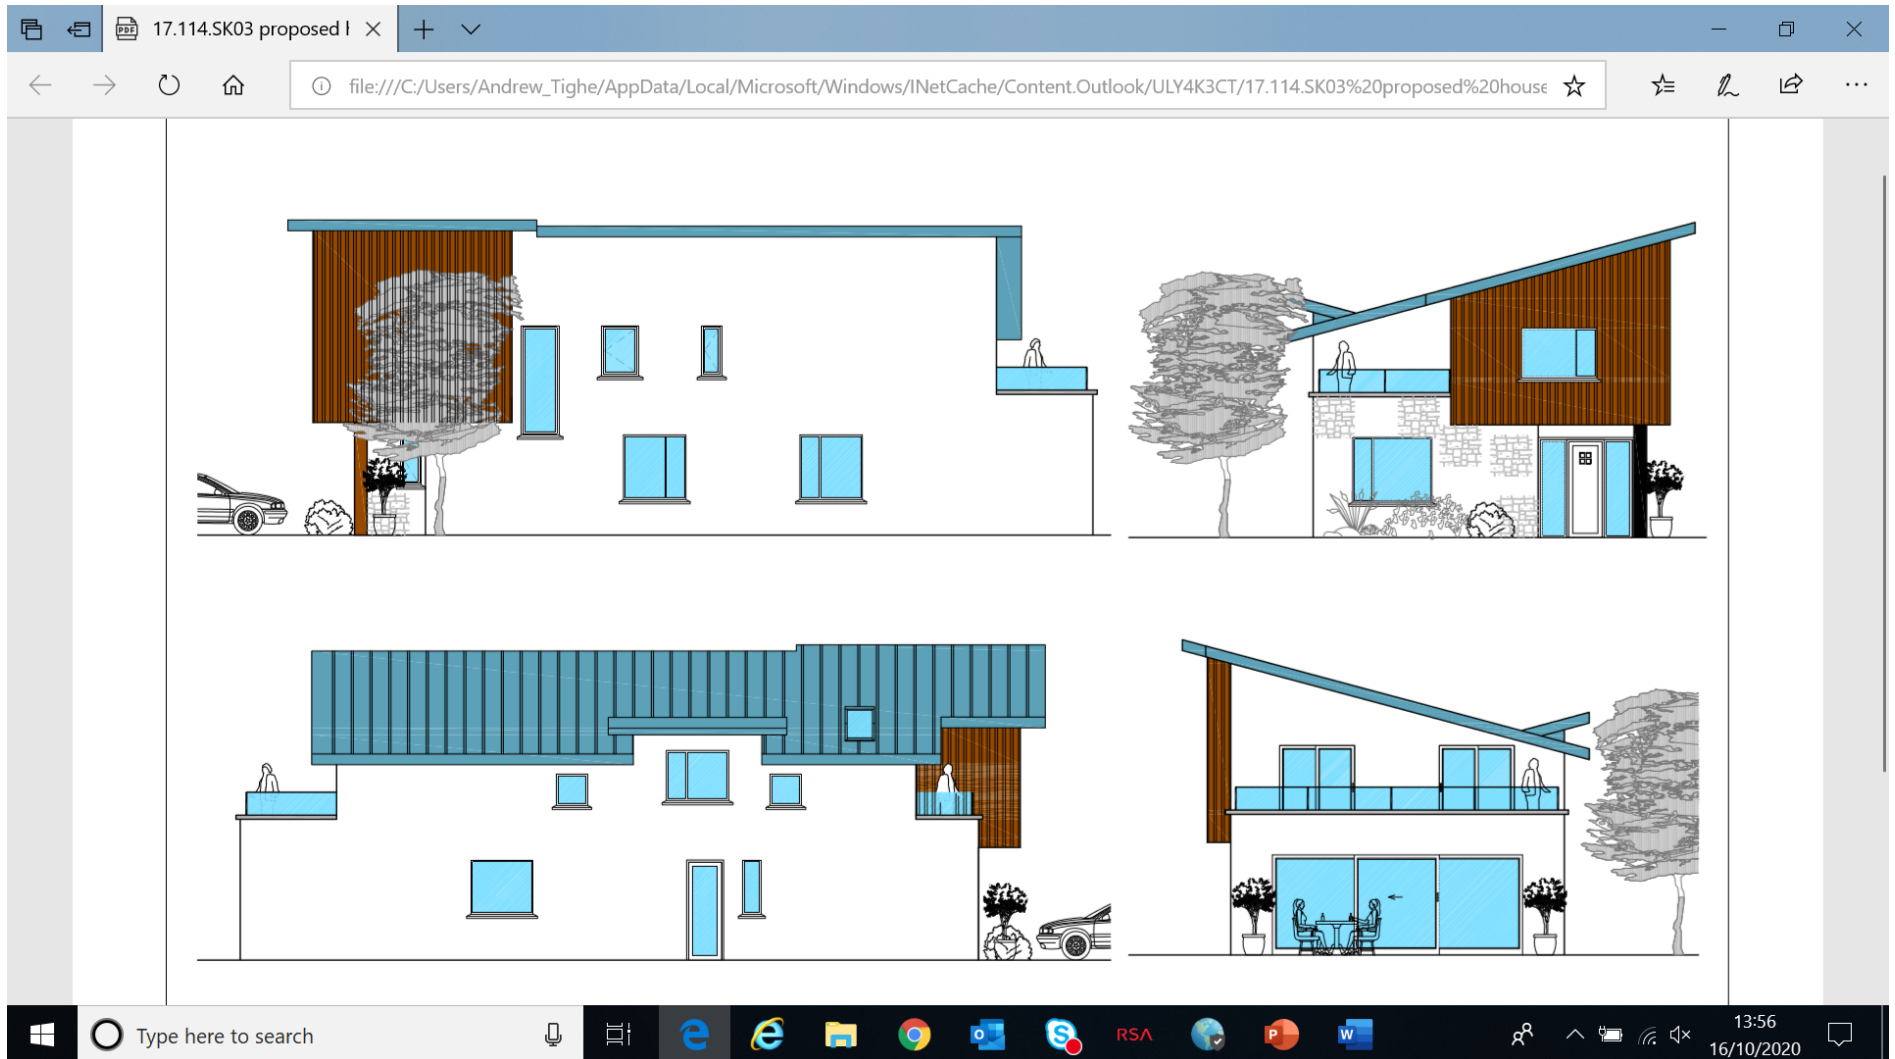 17.114.SK03 proposed h
file:///C:/Users/Andrew_Tighe/AppData/Local/Microsoft/Windows/INetCache/Content.Outlook/ULY4K3CT/17.114.SK03%20proposed%20house
Type here to search
RSA
13:56
16/10/2020